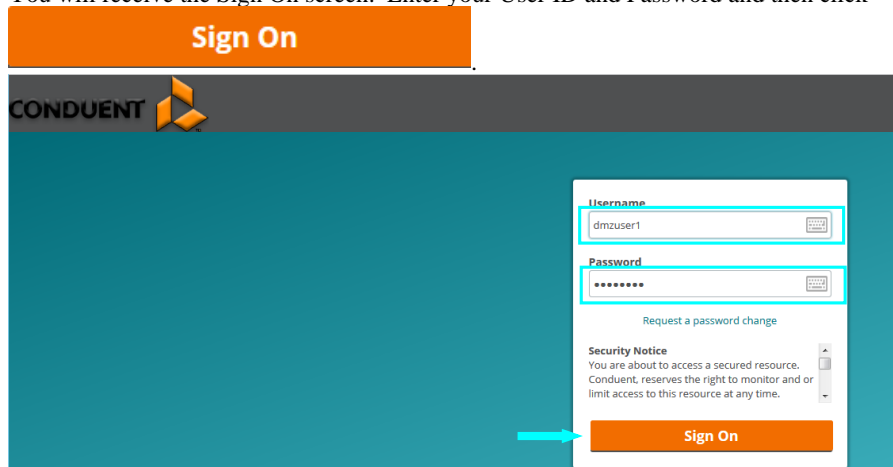 You will receive the Sign On screen. Enter your User ID and Password and then click
Sign On
.
CONDUENT
Username
dmzuser1
Password
••••••••
Request a password change
Security Notice
You are about to access a secured resource.
Conduent, reserves the right to monitor and or
limit access to this resource at any time.
Sign On